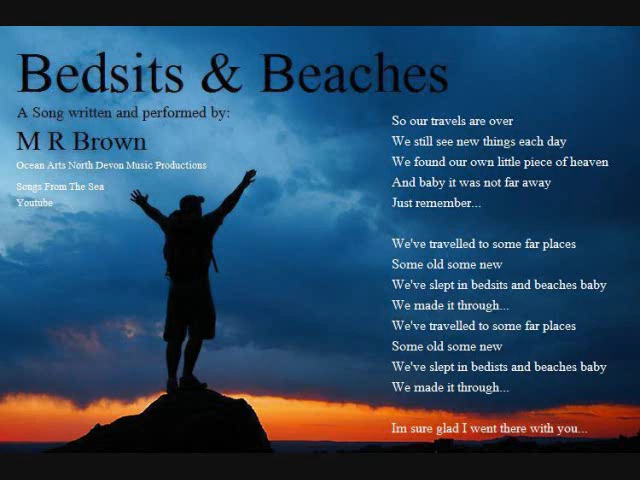 Bedsits & Beaches
A Song written and performed by:
M R Brown
Ocean Arts North Devon Music Productions
Songs From The Sea
Youtube
So our travels are over
We still see new things each day
We found our own little piece of heaven
And baby it was not far away
Just remember...
We've travelled to some far places
Some old some new
We've slept in bedsits and beaches baby
We made it through...
We've travelled to some far places
Some old some new
We've slept in bedists and beaches baby
We made it through...
Im sure glad I went there with you...